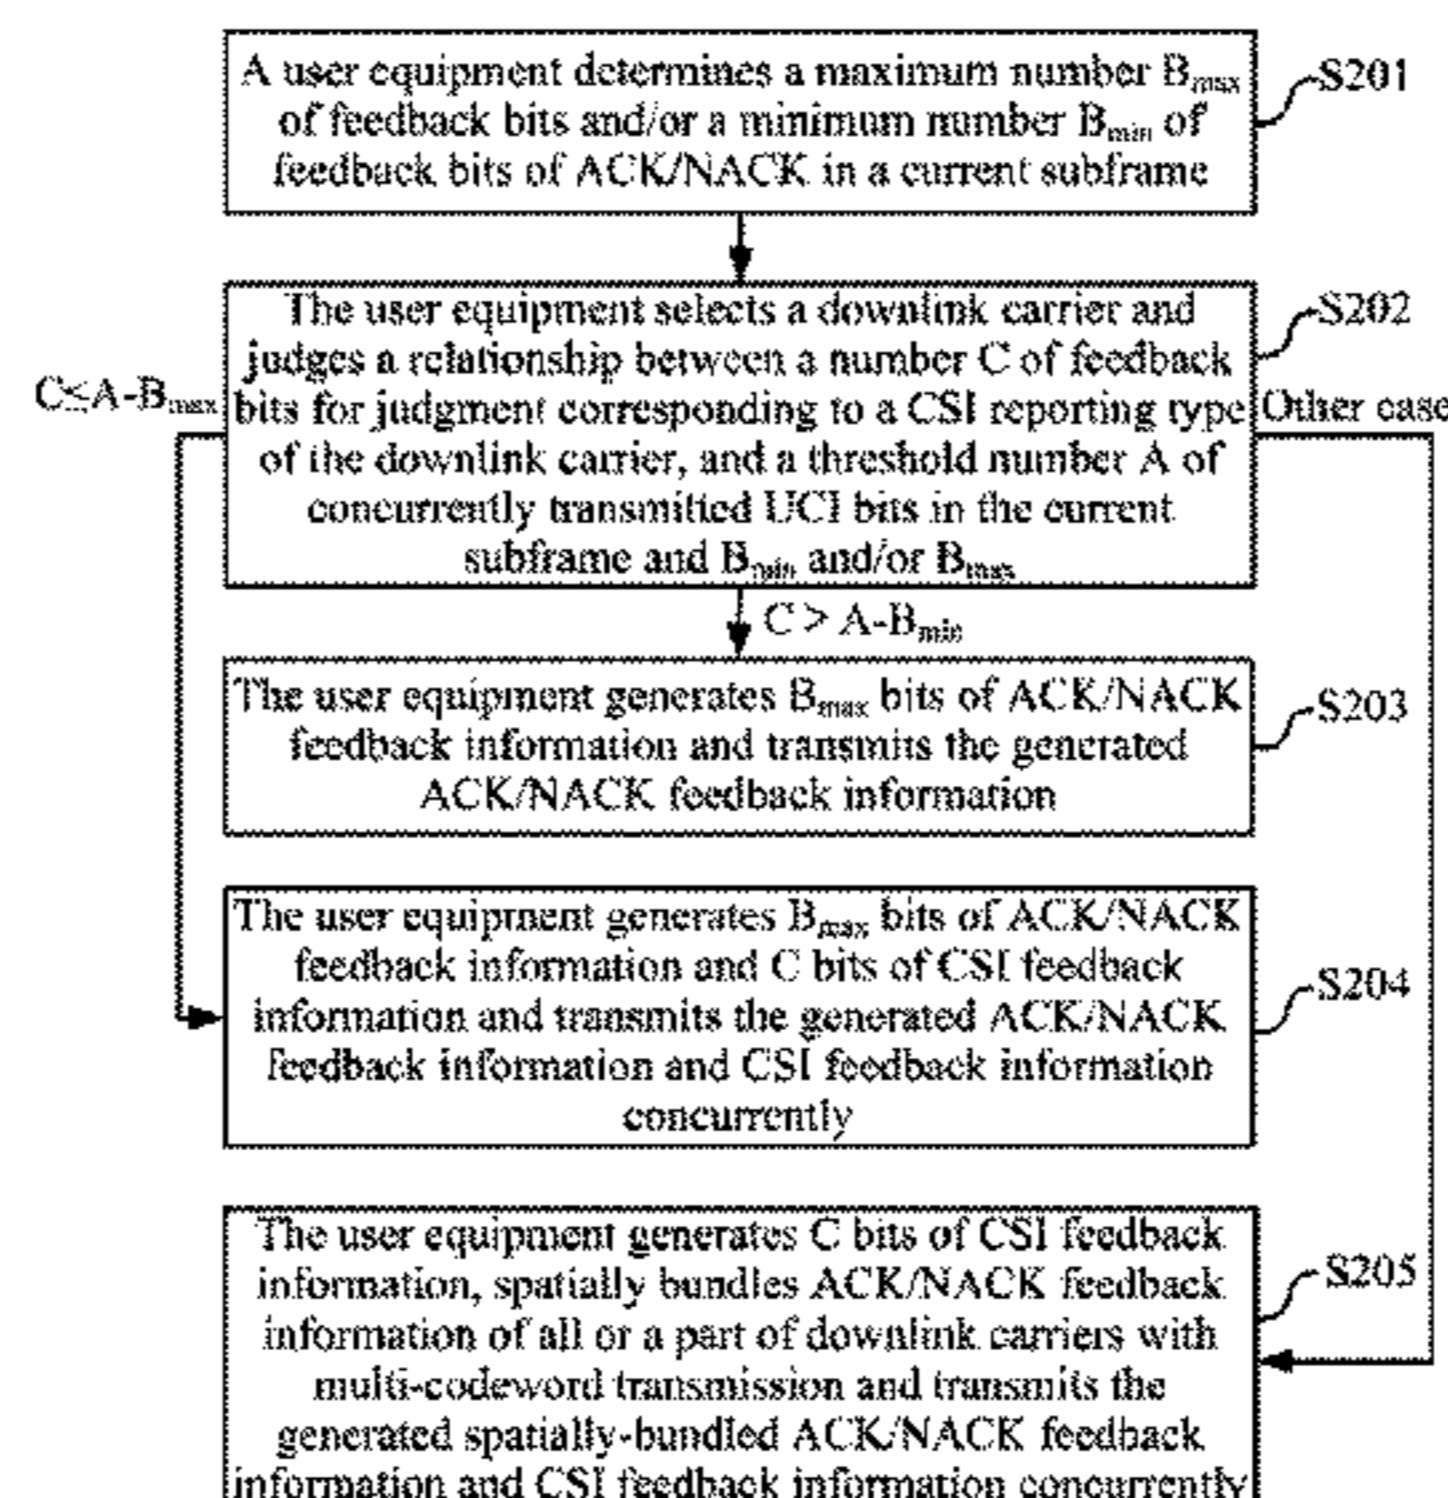 A user equipment determines a maximum number Bmax
of feedback bits and/or a minimum number Bmin of
feedback bits of ACK/NACK in a current subframe
S201
The user equipment selects a downlink carrier and
judges a relationship between a number C of feedback
bits for judgment corresponding to a CSI reporting type
of the downlink carrier, and a threshold number A of
concurrently transmitted UCI bits in the current
subframe and Bmin and/or Bmax
S202
C≤A-Bmax
Other case
C > A-Bmin
The user equipment generates Bmax bits of ACK/NACK
feedback information and transmits the generated
ACK/NACK feedback information
S203
The user equipment generates Bmax bits of ACK/NACK
feedback information and C bits of CSI feedback
information and transmits the generated ACK/NACK
feedback information and CSI feedback information
concurrently
S204
The user equipment generates C bits of CSI feedback
information, spatially bundles ACK/NACK feedback
information of all or a part of downlink carriers with
multi-codeword transmission and transmits the
generated spatially-bundled ACK/NACK feedback
information and CSI feedback information concurrently
S205